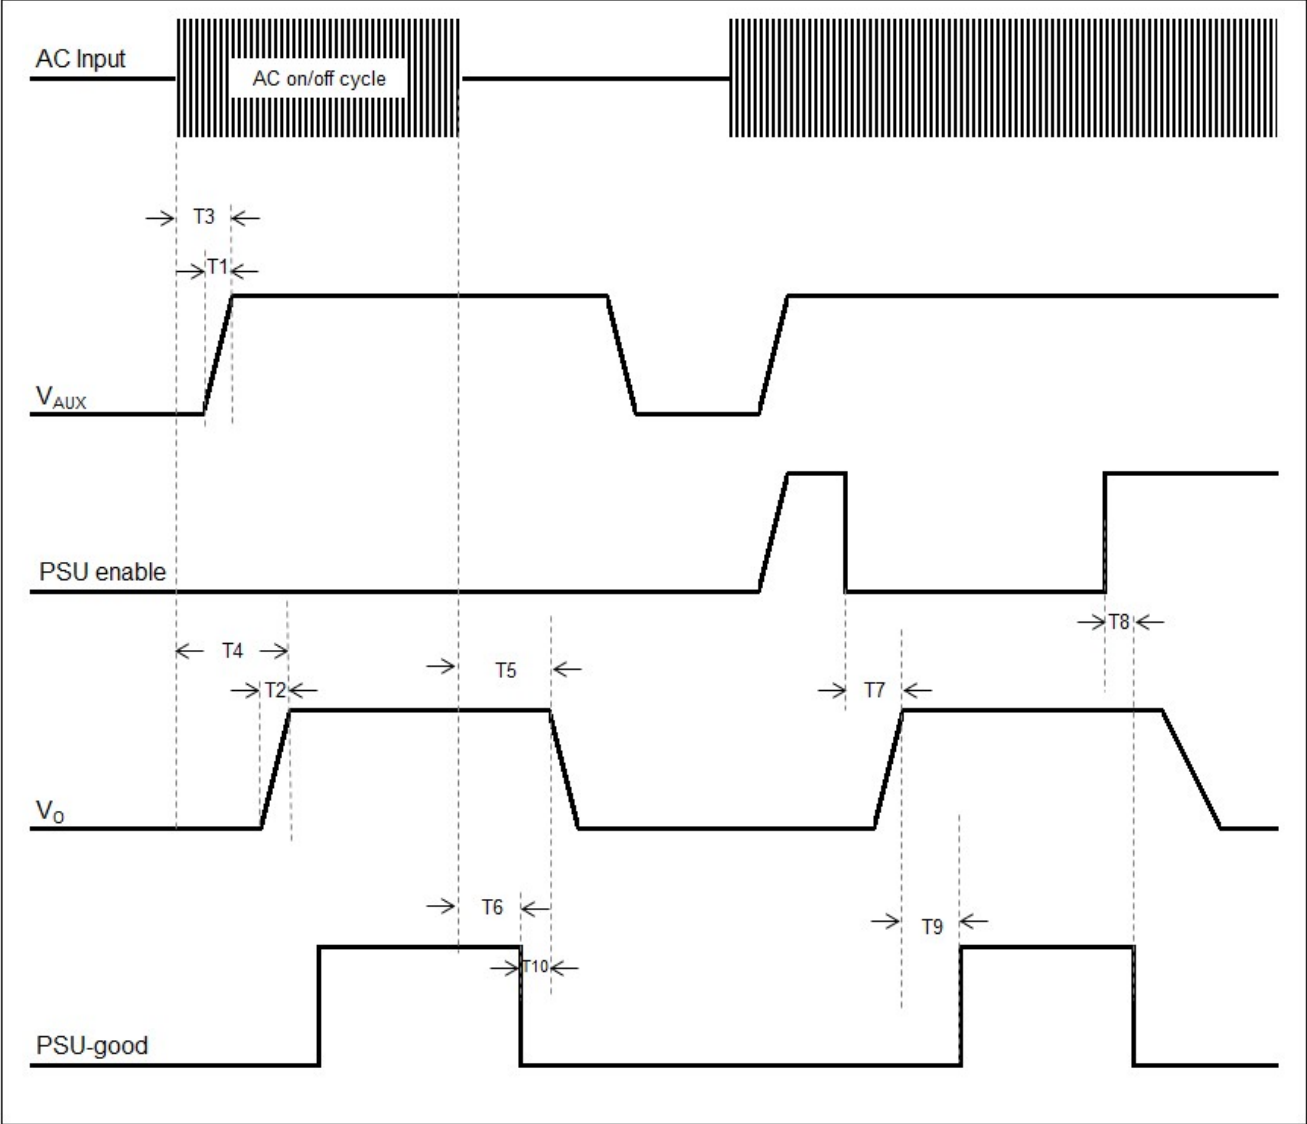 AC Input
AC on/off cycle
T3
T1
VAUX
PSU enable
T8
T4
T5
T2
T7
VO
T6
T9
T10
PSU-good